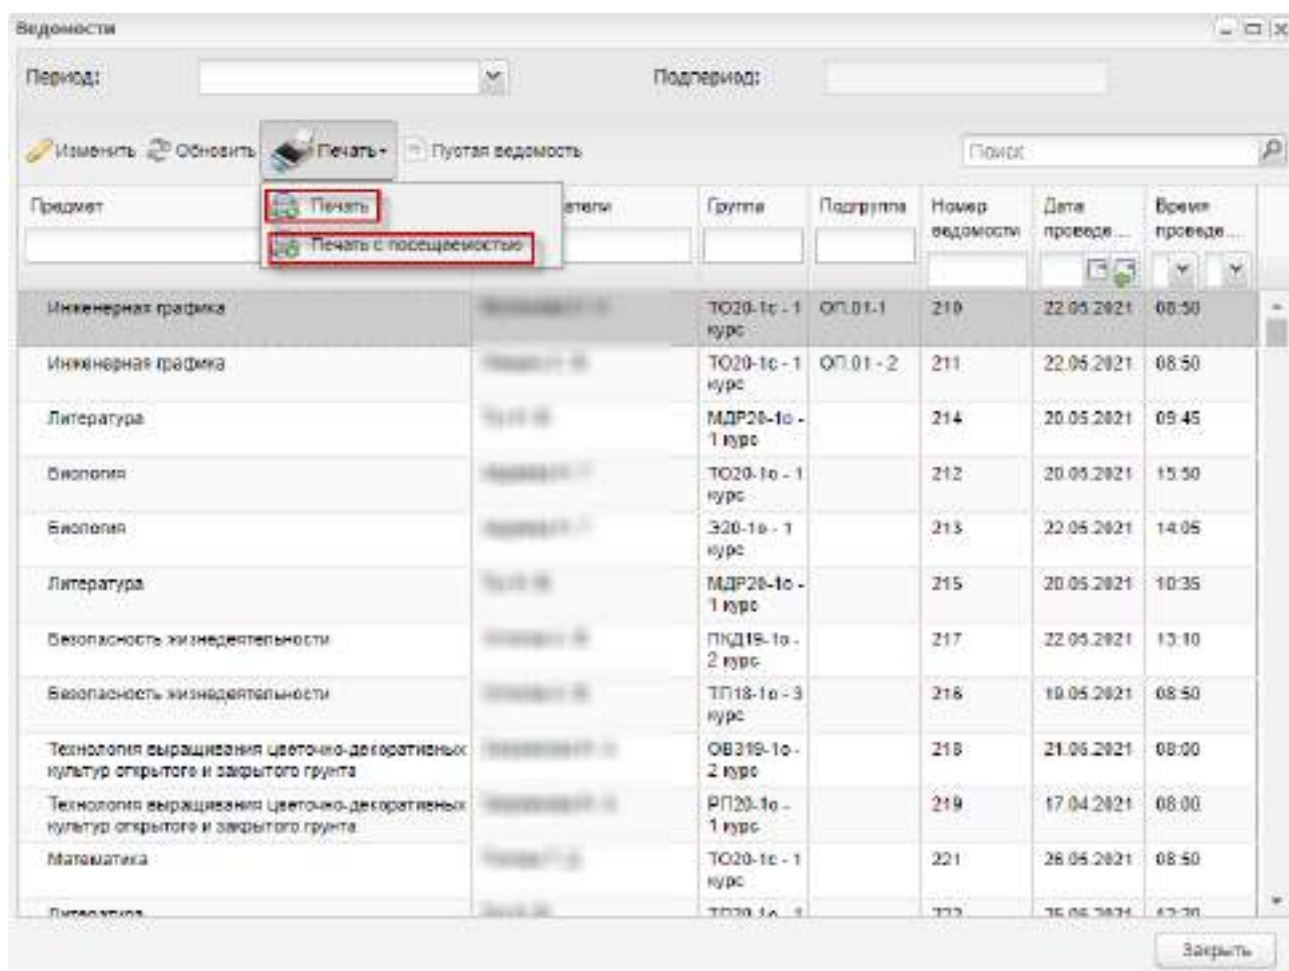 Ведомости
Период: Подпериод:
Изменить Обновить Печать Пустая ведомость Поиск
Печать
Печать с посещаемостью
Предмет Группа Подгруппа Номер ведомости Дата проведе... Время проведе...
Инженерная графика ТО20-1о - 1 ОП.01-1 210 22.05.2021 08:50
курс
Инженерная графика ТО20-1о - 1 ОП.01 - 2 211 22.05.2021 08:50
курс
Литература МДР20-1о - 214 20.05.2021 09:45
1 курс
Биология ТО20-1о - 1 212 20.05.2021 15:50
курс
Биология Э20-1о - 1 213 22.05.2021 14:05
курс
Литература МДР20-1о - 215 20.05.2021 10:35
1 курс
Безопасность жизнедеятельности ПКД19-1о - 217 22.05.2021 13:10
2 курс
Безопасность жизнедеятельности ТП18-1о - 3 216 19.05.2021 08:50
курс
Технология выращивания цветочно-декоративных ОВЗ19-1о - 218 21.05.2021 08:00
культур открытого и закрытого грунта 2 курс
Технология выращивания цветочно-декоративных РП20-1о - 219 17.04.2021 08:00
культур открытого и закрытого грунта 1 курс
Математика ТО20-1о - 1 221 26.05.2021 08:50
курс
Литература
Закрыть